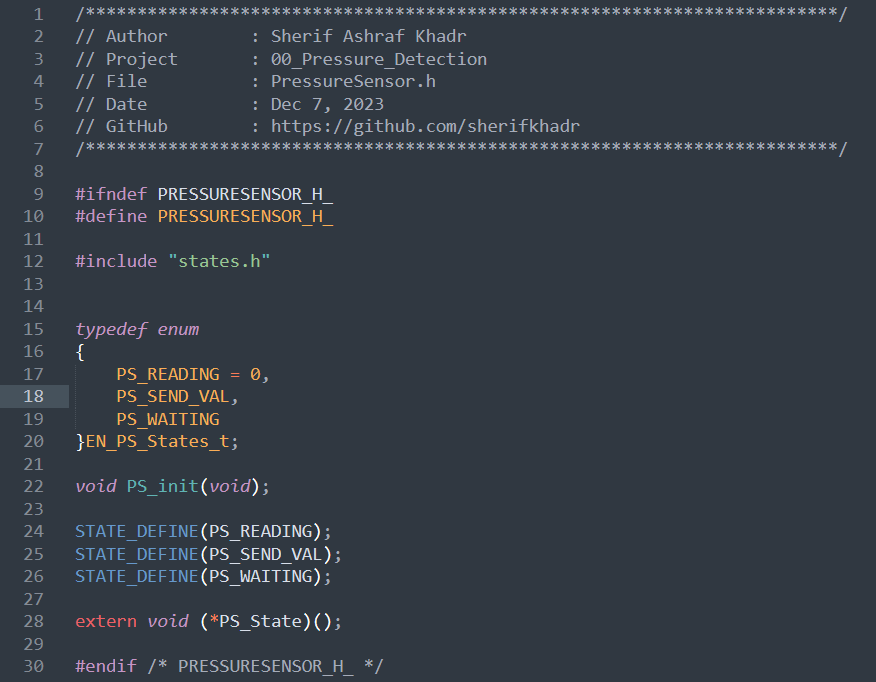 1 /*************************************************************************/
2 // Author        : Sherif Ashraf Khadr
3 // Project       : 00_Pressure_Detection
4 // File          : PressureSensor.h
5 // Date          : Dec 7, 2023
6 // GitHub        : https://github.com/sherifkhadr
7 /*************************************************************************/
8
9 #ifndef PRESSURESENSOR_H_
10 #define PRESSURESENSOR_H_
11
12 #include "states.h"
13
14
15 typedef enum
16 {
17     PS_READING = 0,
18     PS_SEND_VAL,
19     PS_WAITING
20 }EN_PS_States_t;
21
22 void PS_init(void);
23
24 STATE_DEFINE(PS_READING);
25 STATE_DEFINE(PS_SEND_VAL);
26 STATE_DEFINE(PS_WAITING);
27
28 extern void (*PS_State)();
29
30 #endif /* PRESSURESENSOR_H_ */